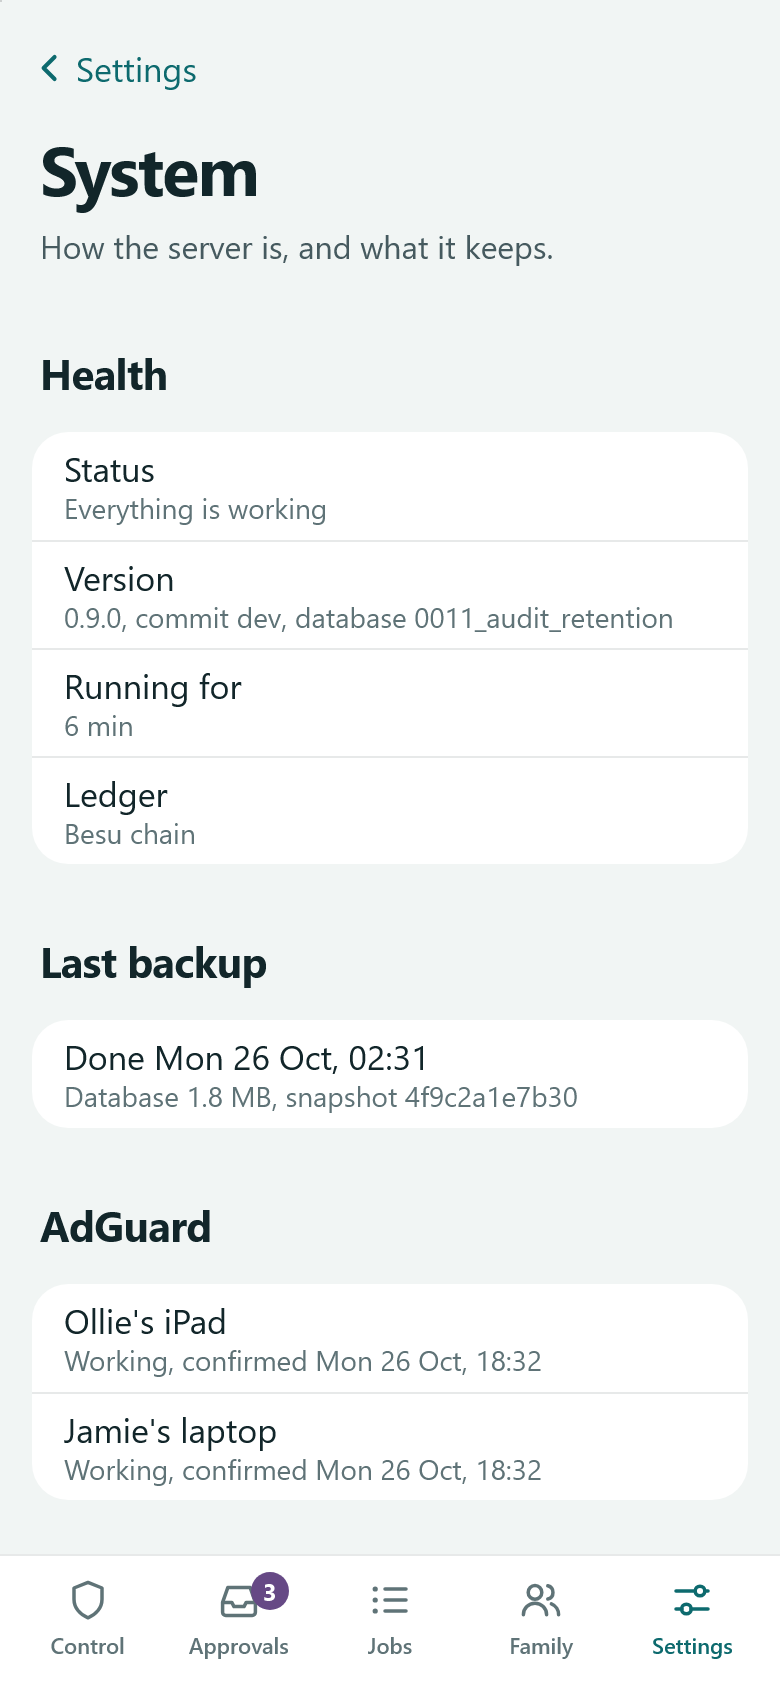 Settings
System
How the server is, and what it keeps.
Health
Status
Everything is working
Version
0.9.0, commit dev, database 0011_audit_retention
Running for
6 min
Ledger
Besu chain
Last backup
Done Mon 26 Oct, 02:31
Database 1.8 MB, snapshot 4f9c2a1e7b30
AdGuard
Ollie's iPad
Working, confirmed Mon 26 Oct, 18:32
Jamie's laptop
Working, confirmed Mon 26 Oct, 18:32
3
Control
Approvals
Jobs
Family
Settings